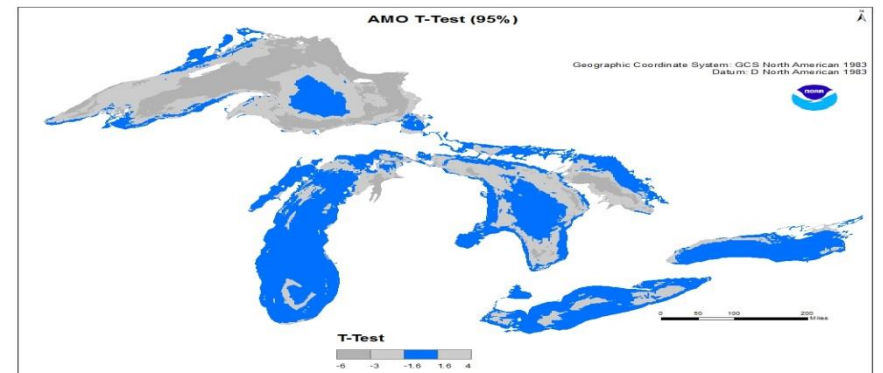 AMO T-Test (95%)
Geographic Coordinate System: GCS North American 1983
Datum: D North American 1983
NOAA
0 50 100 200
Miles
T-Test
-6 -3 -1.6 1.6 4